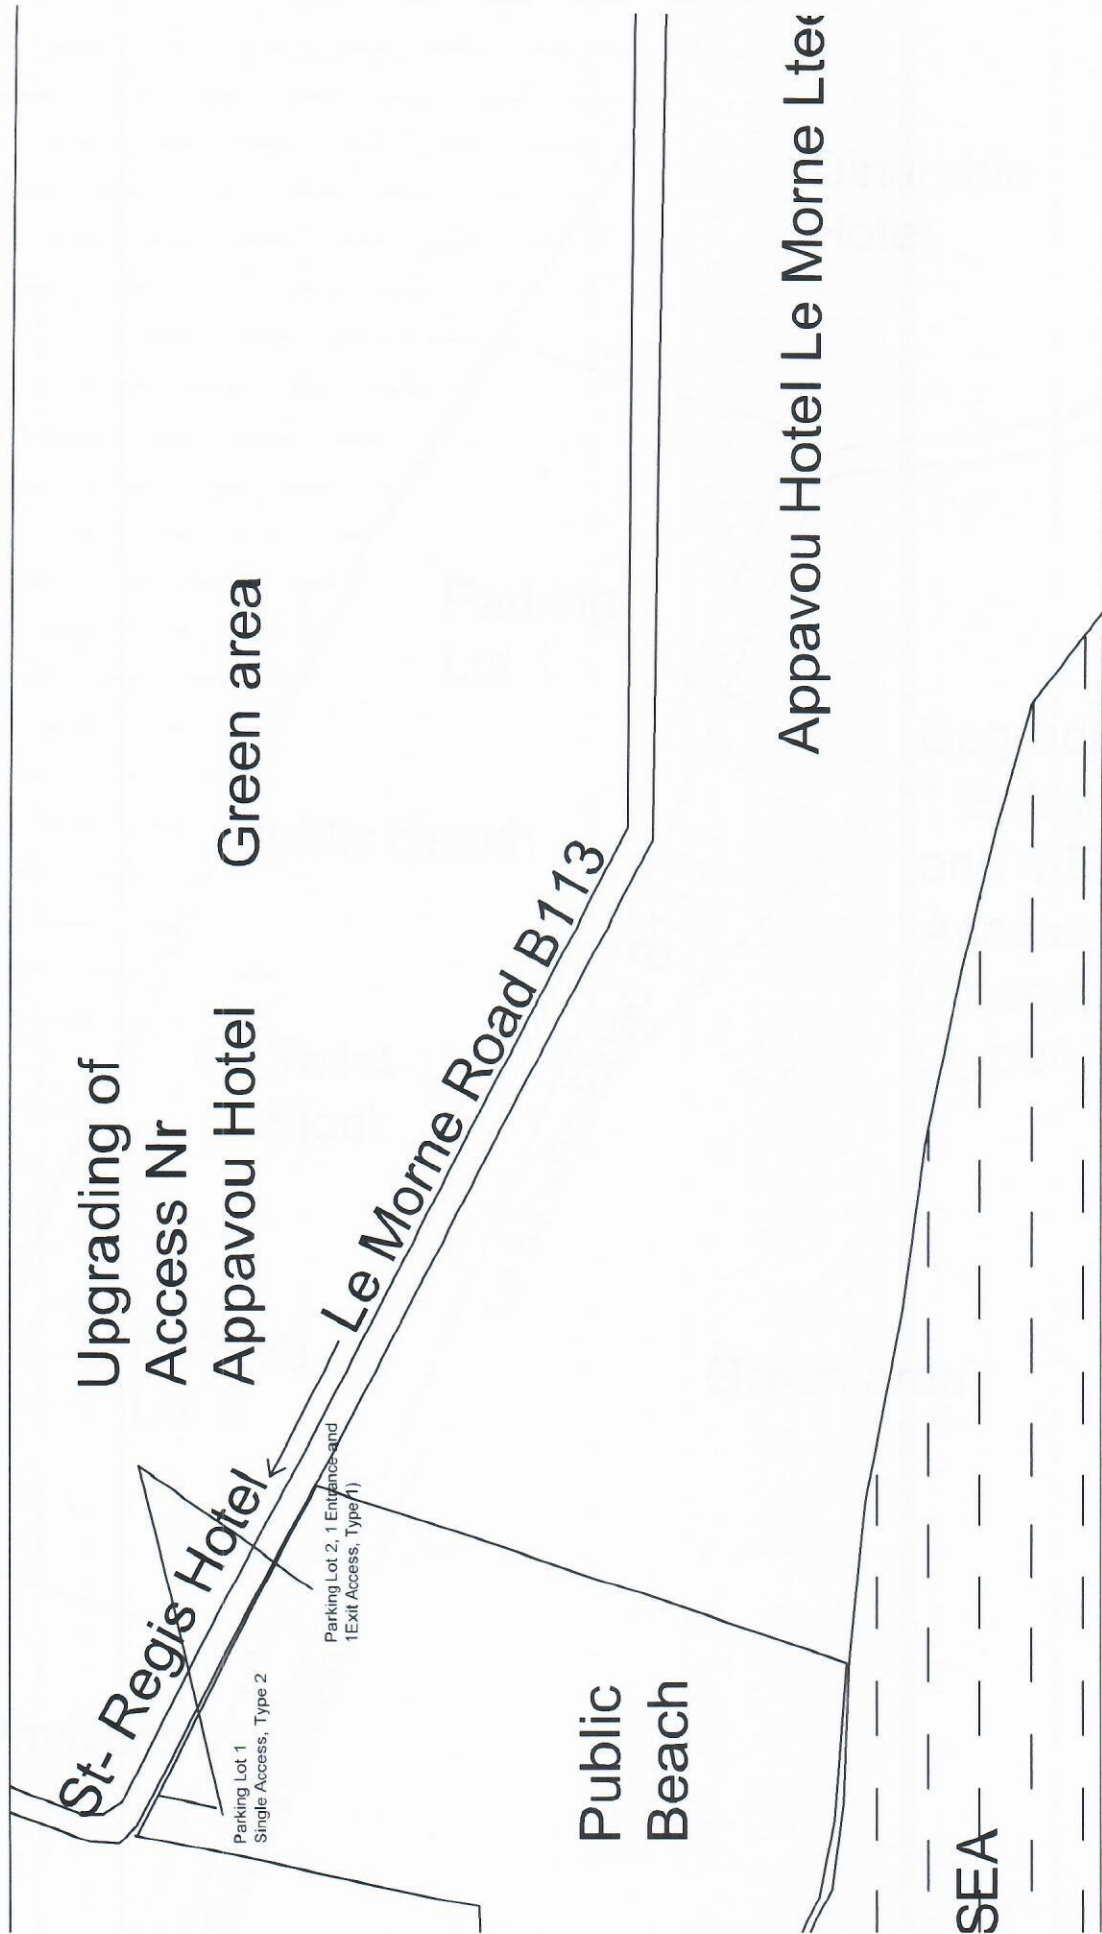 Upgrading of
Access Nr
Appavou Hotel
Green area
St- Regis Hotel
Le Morne Road B113
Parking Lot 1
Single Access, Type 2
Parking Lot 2, 1 Entrance and
1Exit Access, Type 1)
Public
Beach
Appavou Hotel Le Morne Ltee
SEA